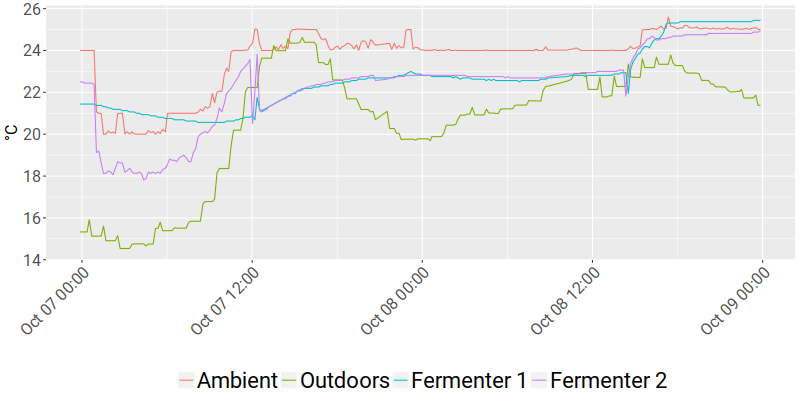 26
24
22
20
18
16
14
°C
Oct 07 00:00
Oct 07 12:00
Oct 08 00:00
Oct 08 12:00
Oct 09 00:00
Ambient Outdoors Fermenter 1 Fermenter 2